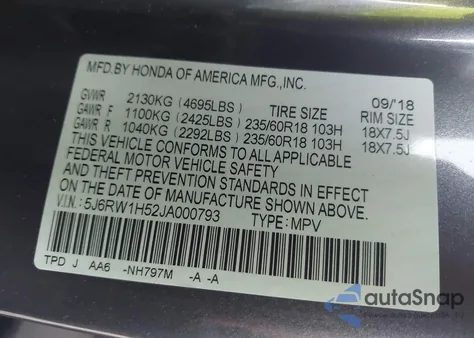 MFD.BY HONDA OF AMERICA MFG.,INC.
09/'18
GVWR 2130KG (4695LBS) TIRE SIZE RIM SIZE
GAWR F 1100KG (2425LBS) 235/60R18 103H 18X7.5J
GAWR R 1040KG (2292LBS) 235/60R18 103H 18X7.5J
THIS VEHICLE CONFORMS TO ALL APPLICABLE
FEDERAL MOTOR VEHICLE SAFETY
AND THEFT PREVENTION STANDARDS IN EFFECT
ON THE DATE OF MANUFACTURE SHOWN ABOVE.
V.I.N.: 5J6RW1H52JA000793 TYPE: MPV
TPD J AA6 -NH797M -A -A
autoSnap